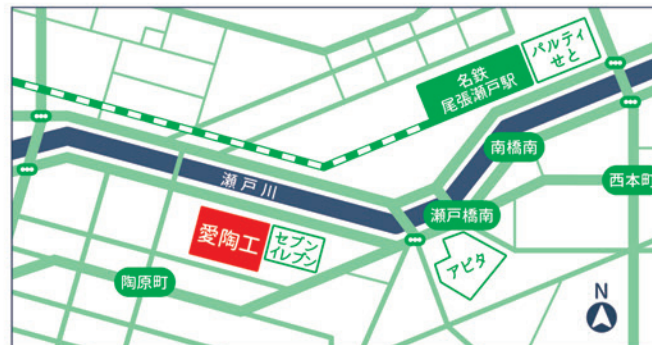 パルティ
せと
名鉄
尾張瀬戸駅
南橋南
西本町
瀬戸川
瀬戸橋南
愛陶工
セブン
イレブン
アピタ
陶原町
N